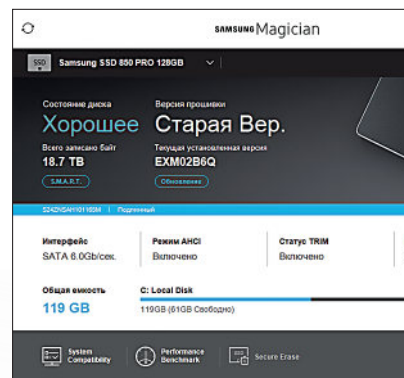 SAMSUNG Magician
SSD Samsung SSD 850 PRO 128GB
Состояние диска Версия прошивки
Хорошее Старая Вер.
Всего записано байт Текущая установленная версия
18.7 TB EXM02B6Q
S.M.A.R.T. Обновление
Подлинный
Интерфейс Режим AHCI Статус TRIM
SATA 6.0Gb/сек. Включено Включено
Общая емкость C: Local Disk
119 GB 119GB (61GB Свободно)
System Performance Secure Erase
Compatibility Benchmark